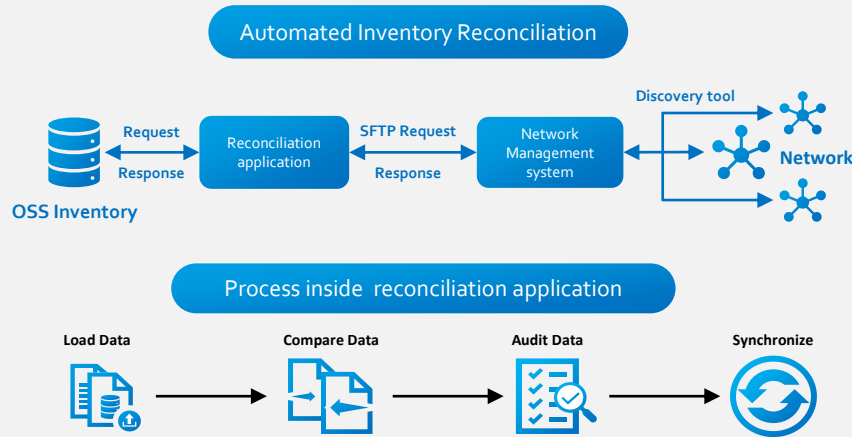 Automated Inventory Reconciliation
Discovery tool
Request
Response
Reconciliation
application
SFTP Request
Response
Network
Management
system
Network
OSS Inventory
Process inside reconciliation application
Load Data
Compare Data
Audit Data
Synchronize